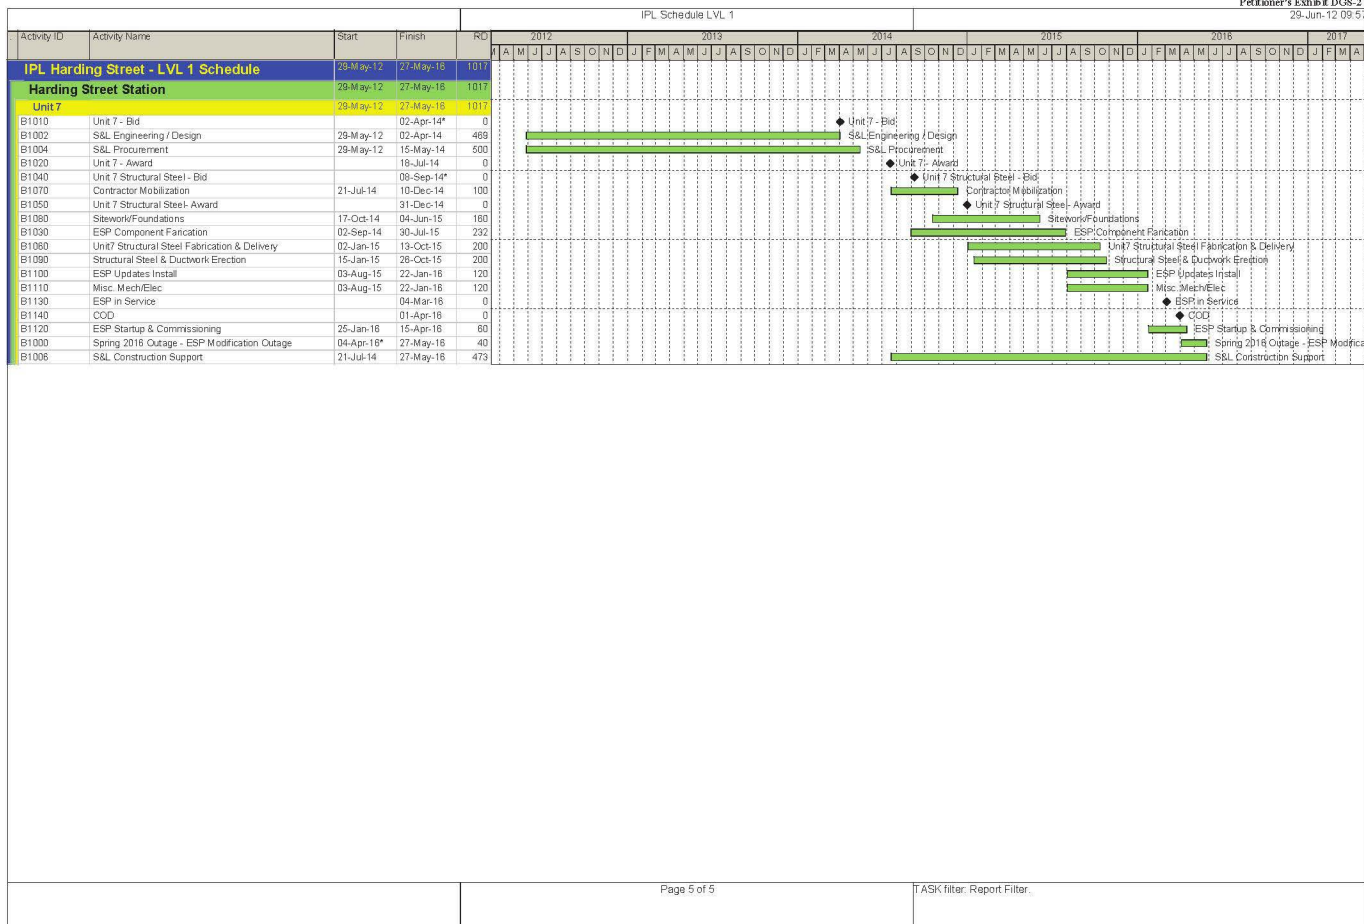 Petitioner's Exhibit DGS-2
IPL Schedule LVL 1 29-Jun-12 09:57
Activity ID Activity Name Start Finish RD 2012 2013 2014 2015 2016 2017
M A M J J A S O N D J F M A M J J A S O N D J F M A M J J A S O N D J F M A M J J A S O N D J F M A M J J A S O N D J F M A
IPL Harding Street - LVL 1 Schedule 29-May-12 27-May-16 1017
Harding Street Station 29-May-12 27-May-16 1017
Unit 7 29-May-12 27-May-16 1017
B1010 Unit 7 - Bid 02-Apr-14* 0 Unit 7 - Bid
B1002 S&L Engineering / Design 29-May-12 02-Apr-14 469 S&L Engineering / Design
B1004 S&L Procurement 29-May-12 15-May-14 500 S&L Procurement
B1020 Unit 7 - Award 18-Jul-14 0 Unit 7 - Award
B1040 Unit 7 Structural Steel - Bid 08-Sep-14* 0 Unit 7 Structural Steel - Bid
B1070 Contractor Mobilization 21-Jul-14 10-Dec-14 100 Contractor Mobilization
B1050 Unit 7 Structural Steel- Award 31-Dec-14 0 Unit 7 Structural Steel- Award
B1080 Sitework/Foundations 17-Oct-14 04-Jun-15 160 Sitework/Foundations
B1030 ESP Component Farication 02-Sep-14 30-Jul-15 232 ESP Component Farication
B1060 Unit7 Structural Steel Fabrication & Delivery 02-Jan-15 13-Oct-15 200 Unit7 Structural Steel Fabrication & Delivery
B1090 Structural Steel & Ductwork Erection 15-Jan-15 26-Oct-15 200 Structural Steel & Ductwork Erection
B1100 ESP Updates Install 03-Aug-15 22-Jan-16 120 ESP Updates Install
B1110 Misc. Mech/Elec 03-Aug-15 22-Jan-16 120 Misc. Mech/Elec
B1130 ESP in Service 04-Mar-16 0 ESP in Service
B1140 COD 01-Apr-16 0 COD
B1120 ESP Startup & Commissioning 25-Jan-16 15-Apr-16 60 ESP Startup & Commissioning
B1000 Spring 2016 Outage - ESP Modification Outage 04-Apr-16* 27-May-16 40 Spring 2016 Outage - ESP Modifica
B1006 S&L Construction Support 21-Jul-14 27-May-16 473 S&L Construction Support
Page 5 of 5 TASK filter: Report Filter.